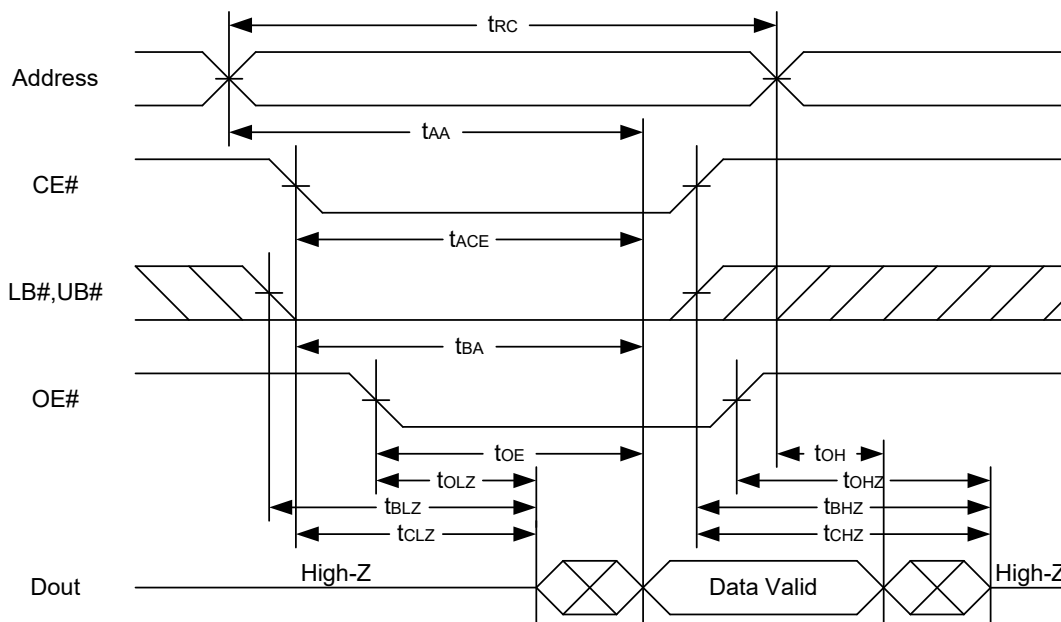 tRC
Address
tAA
CE#
tACE
LB#,UB#
tBA
OE#
tOE
tOH
tOLZ
tOHZ
tBLZ
tBHZ
tCLZ
tCHZ
Dout
High-Z
Data Valid
High-Z